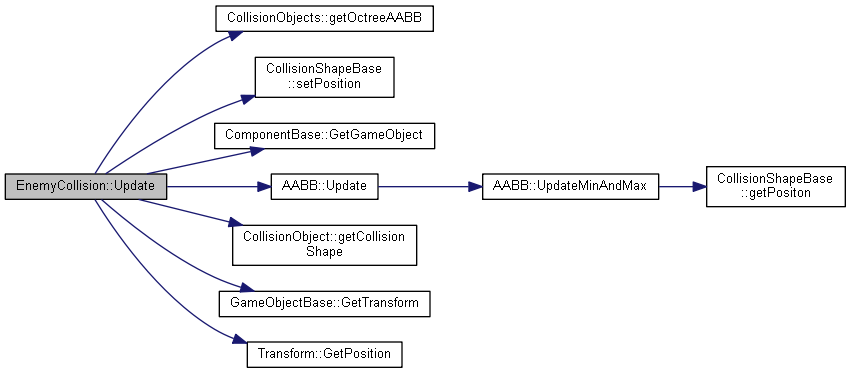 CollisionObjects::getOctreeAABB
CollisionShapeBase
::setPosition
ComponentBase::GetGameObject
EnemyCollision::Update
AABB::Update
AABB::UpdateMinAndMax
CollisionShapeBase
::getPositon
CollisionObject::getCollision
Shape
GameObjectBase::GetTransform
Transform::GetPosition